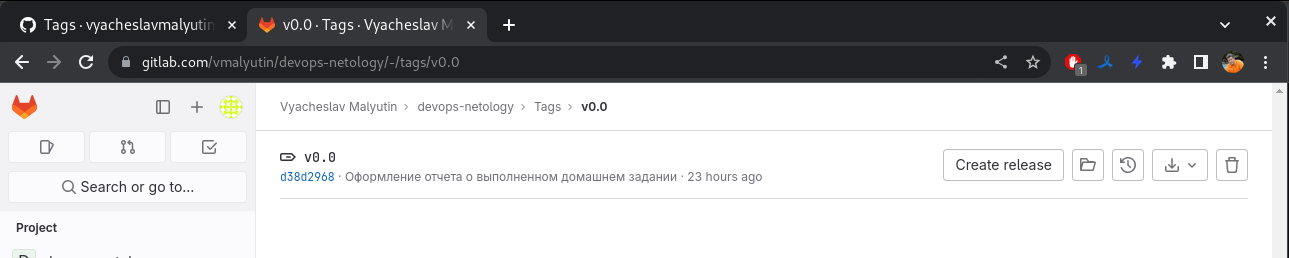 Tags · vyacheslavmalyutin
v0.0 · Tags · Vyacheslav M
gitlab.com/vmalyutin/devops-netology/-/tags/v0.0
1
Vyacheslav Malyutin › devops-netology › Tags › v0.0
v0.0
Create release
d38d2968 · Оформление отчета о выполненном домашнем задании · 23 hours ago
Search or go to...
Project